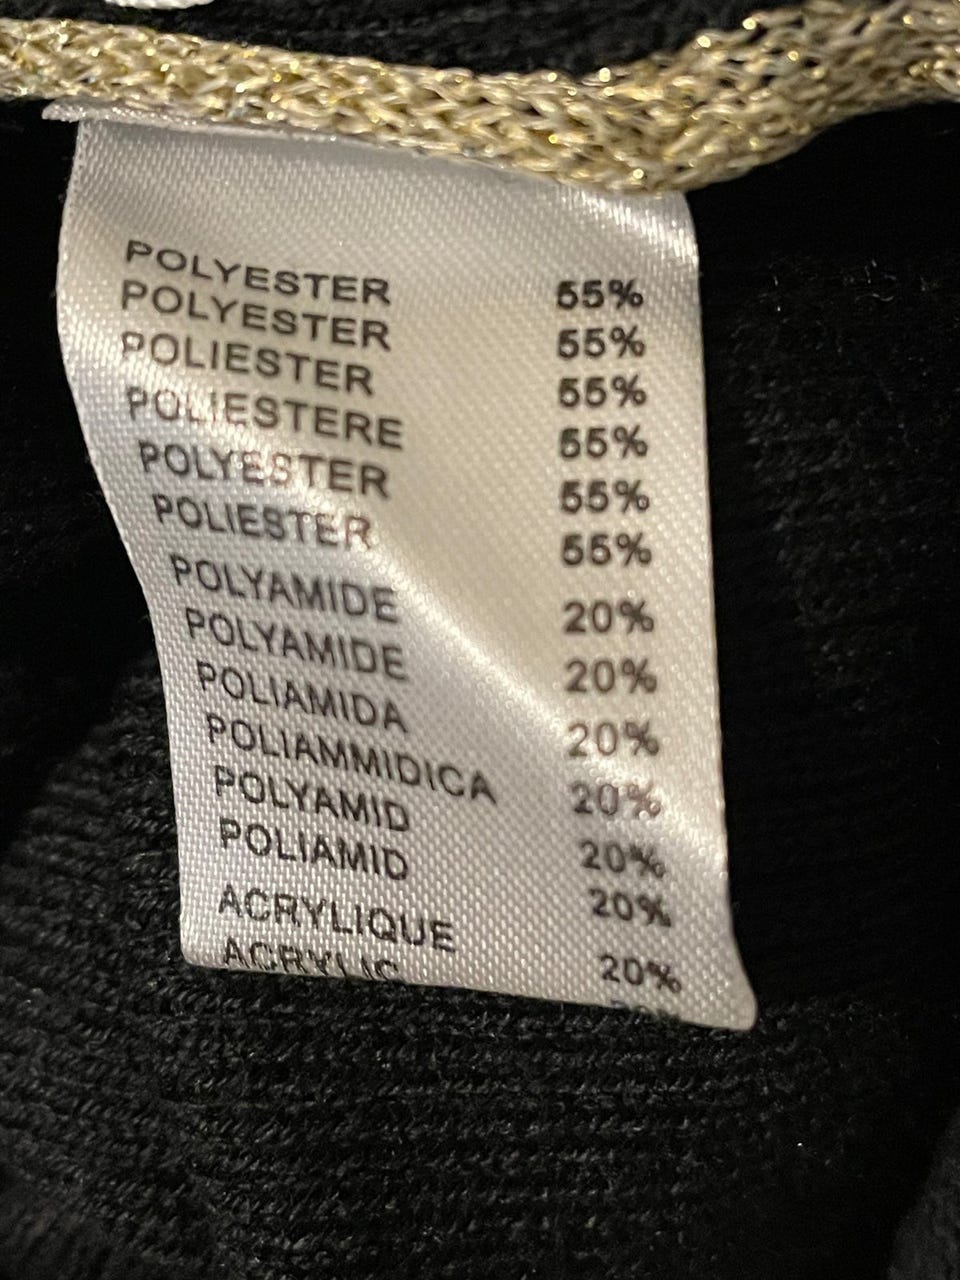 POLYESTER 55%
POLYESTER 55%
POLIESTER 55%
POLIESTERE 55%
POLYESTER 55%
POLIESTER 55%
POLYAMIDE 20%
POLYAMIDE 20%
POLIAMIDA 20%
POLIAMMIDICA 20%
POLYAMID 20%
POLIAMID 20%
ACRYLIQUE 20%
ACRYLIC